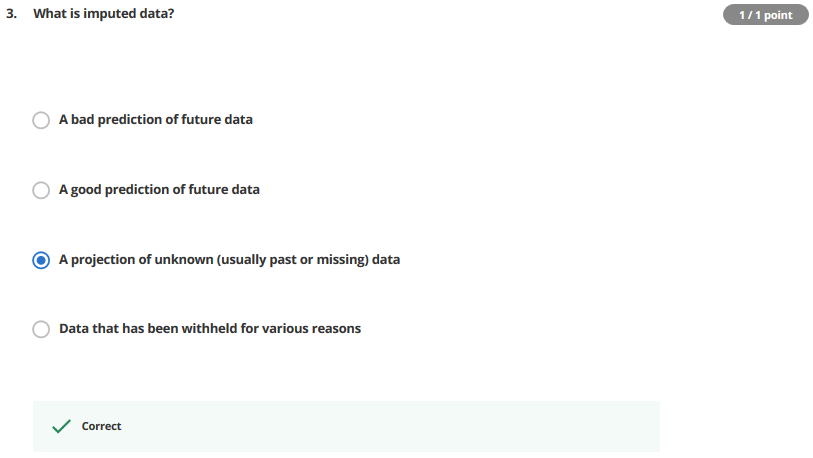 3. What is imputed data?
1 / 1 point
A bad prediction of future data
A good prediction of future data
A projection of unknown (usually past or missing) data
Data that has been withheld for various reasons
Correct